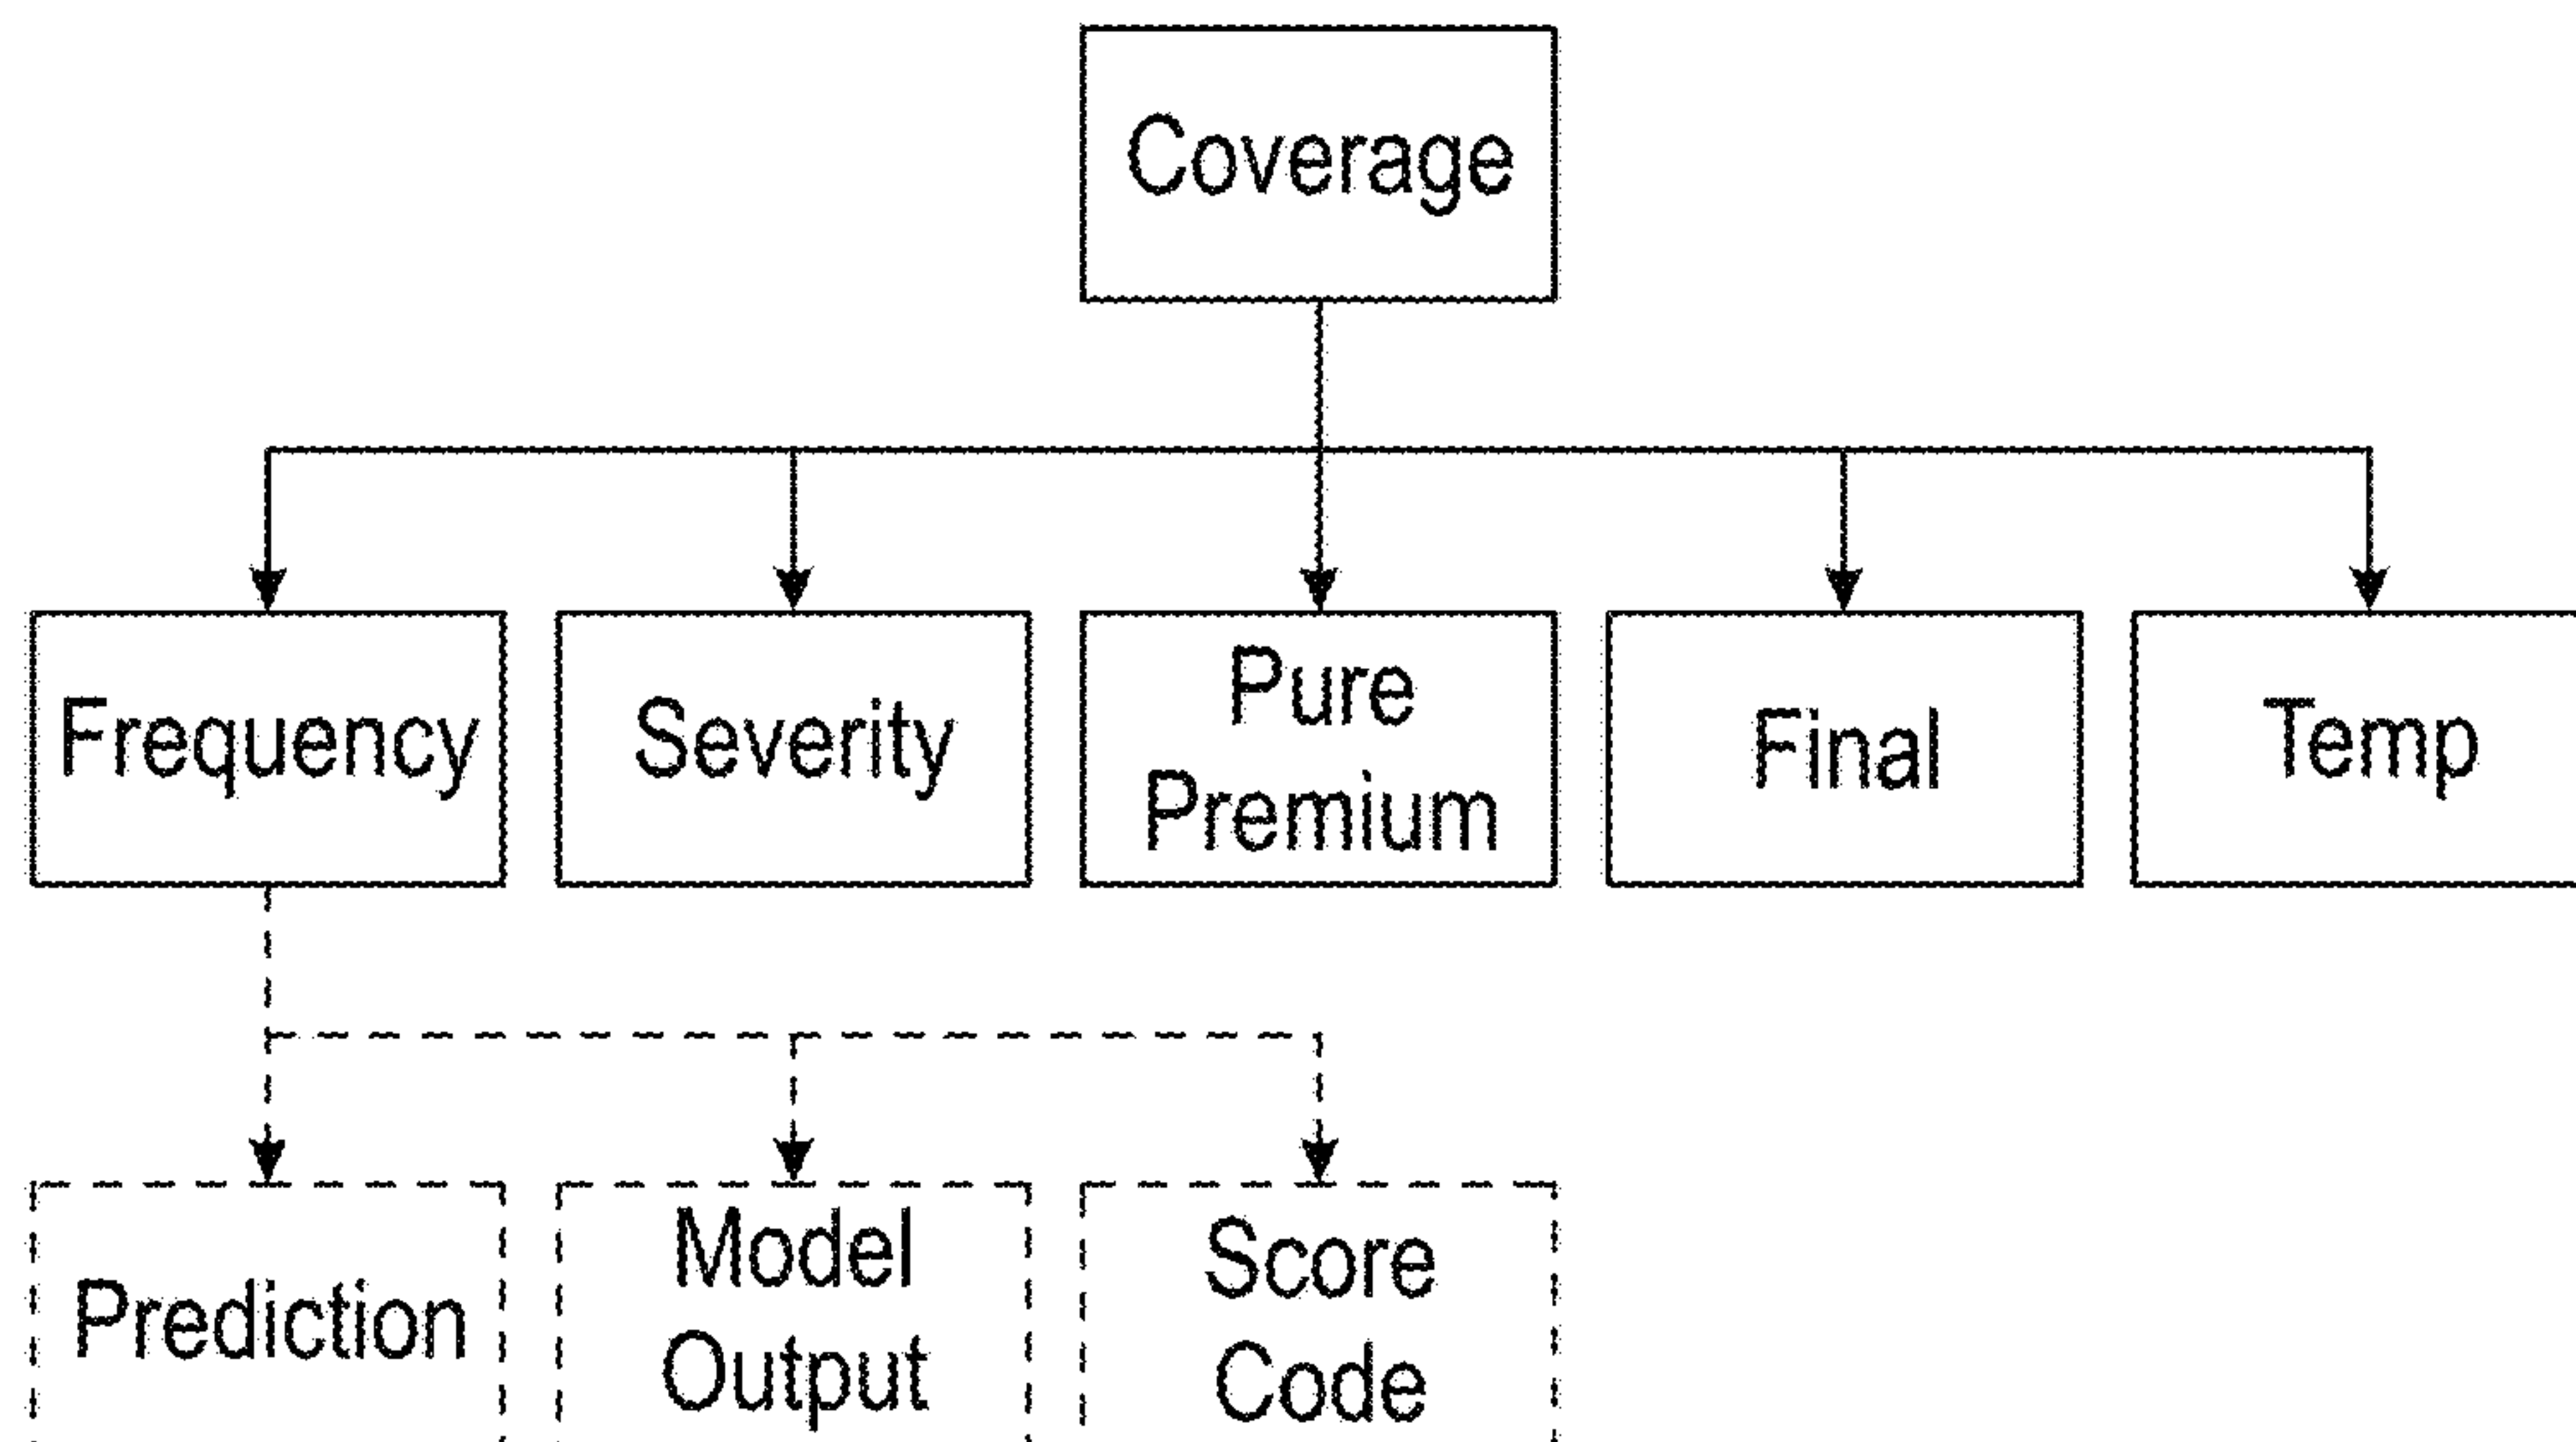 Coverage
Frequency
Severity
Pure
Premium
Final
Temp
Prediction
Model
Output
Score
Code